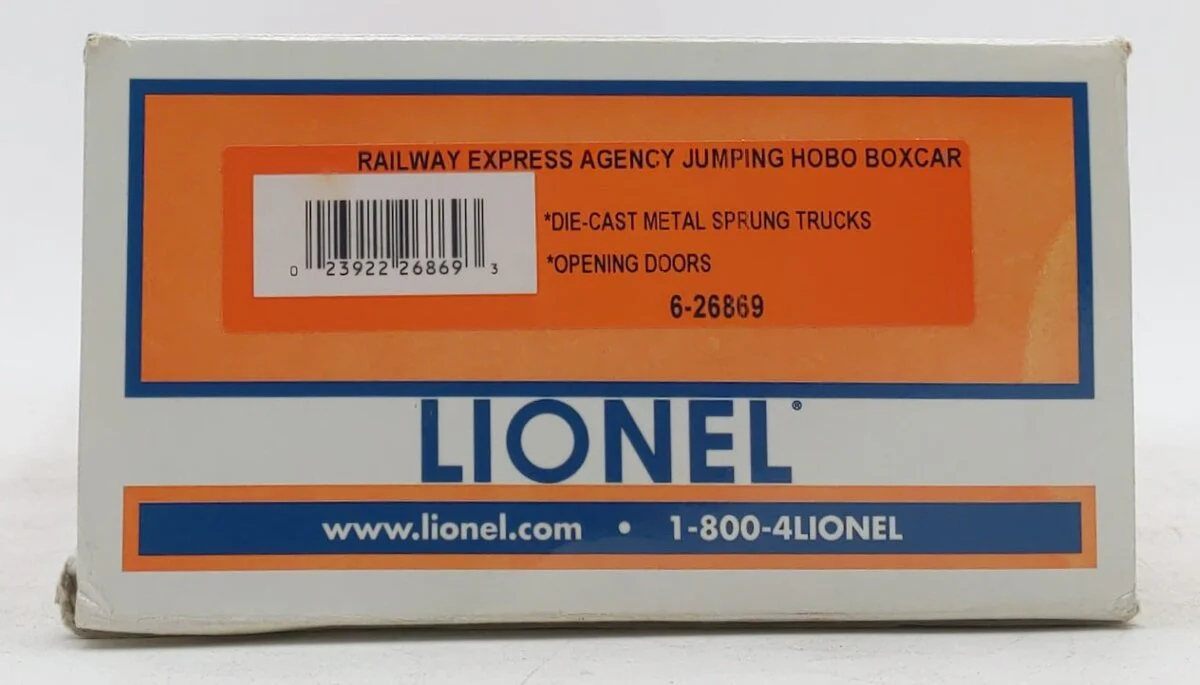 RAILWAY EXPRESS AGENCY JUMPING HOBO BOXCAR
*DIE-CAST METAL SPRUNG TRUCKS
*OPENING DOORS
0 23922 26869 3
6-26869
LIONEL®
www.lionel.com • 1-800-4LIONEL